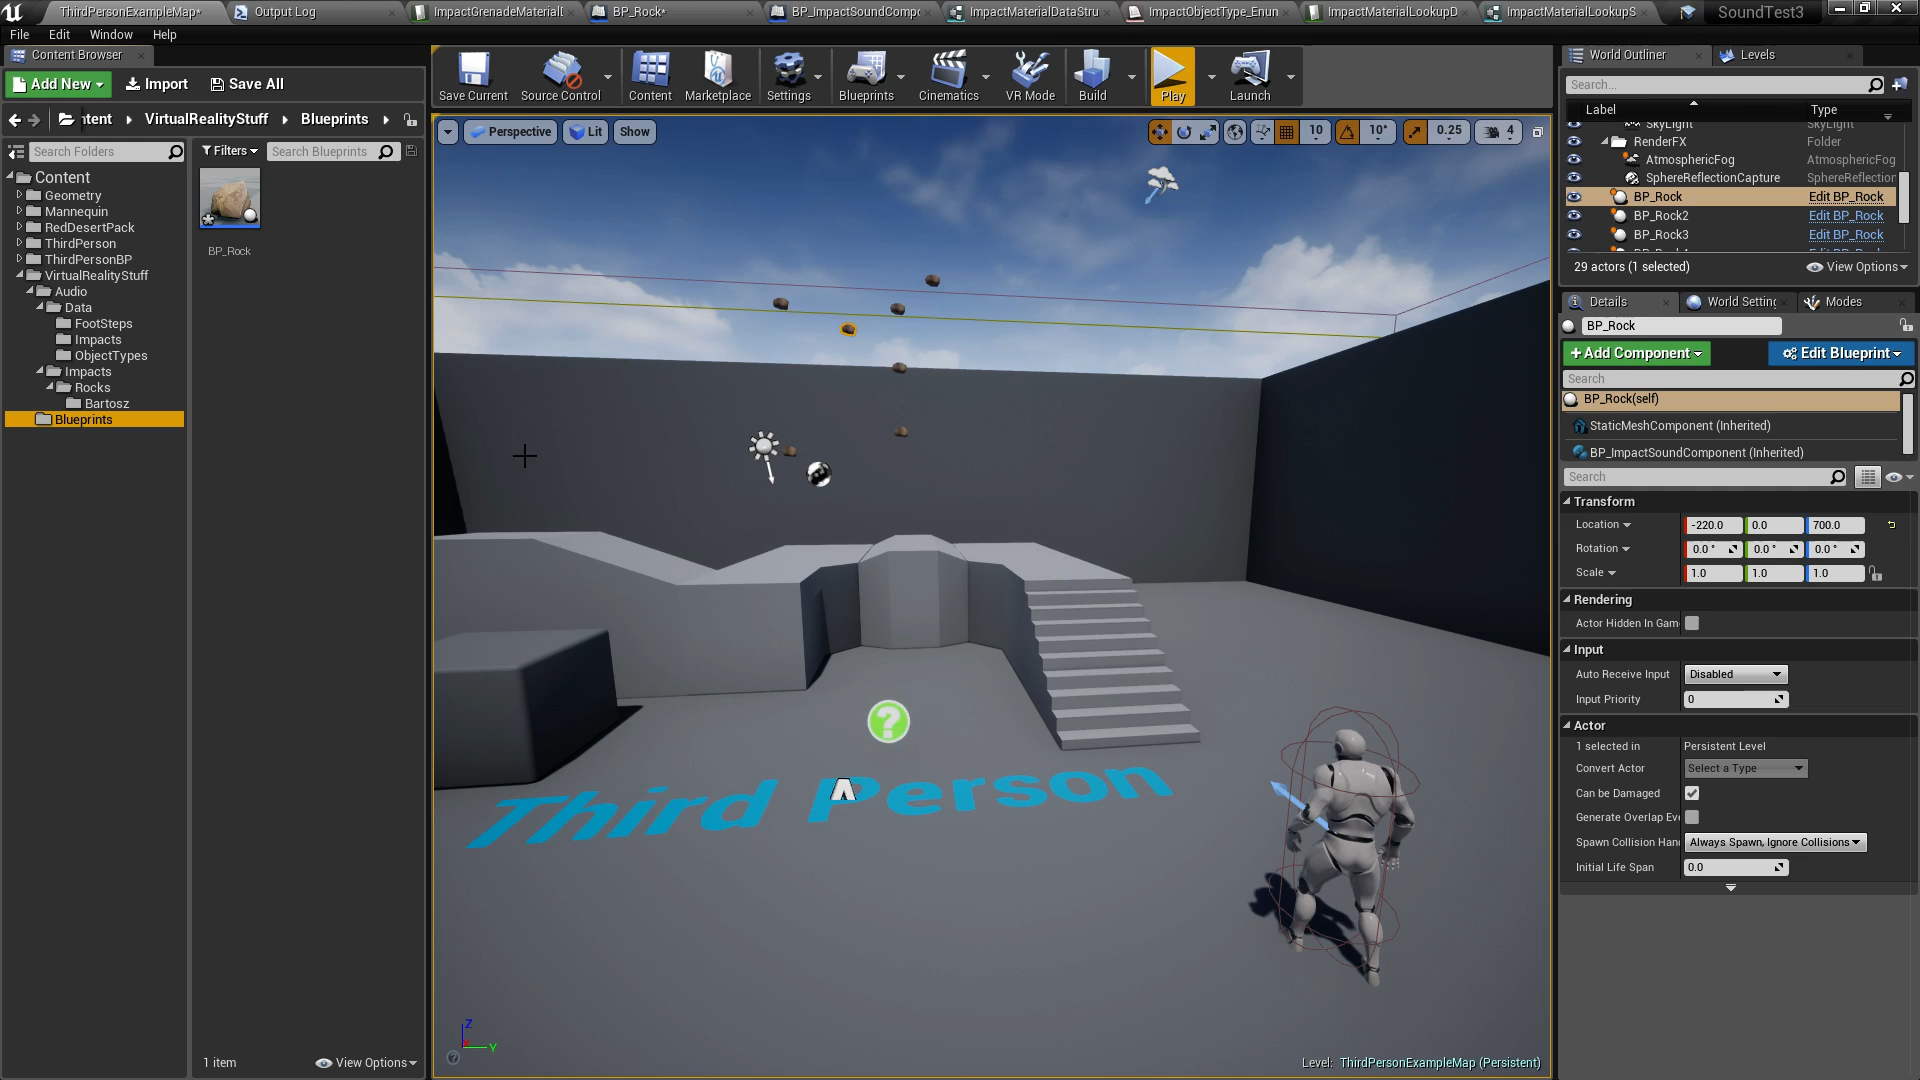 ThirdPersonExampleMap*
Output Log
ImpactGrenadeMaterial
BP_Rock*
BP_ImpactSoundCompo
ImpactMaterialDataStru
ImpactObjectType_Enun
ImpactMaterialLookupD
ImpactMaterialLookupS
SoundTest3
File Edit Window Help
Content Browser
Add New Import Save All
ntent VirtualRealityStuff Blueprints
Search Folders
Filters
Search Blueprints
Content
Geometry
Mannequin
RedDesertPack
ThirdPerson
ThirdPersonBP
VirtualRealityStuff
Audio
Data
FootSteps
Impacts
ObjectTypes
Impacts
Rocks
Bartosz
Blueprints
BP_Rock
1 item
View Options
Save Current
Source Control
Content
Marketplace
Settings
Blueprints
Cinematics
VR Mode
Build
Play
Launch
Perspective Lit Show
10 10° 0.25 4
Third Person
?
Z
X
Y
Level: ThirdPersonExampleMap (Persistent)
World Outliner
Levels
Search...
Label Type
SkyLight SkyLight
RenderFX Folder
AtmosphericFog AtmosphericFog
SphereReflectionCapture SphereReflection
BP_Rock Edit BP_Rock
BP_Rock2 Edit BP_Rock
BP_Rock3 Edit BP_Rock
29 actors (1 selected)
View Options
Details
World Settin
Modes
BP_Rock
+Add Component
Edit Blueprint
Search
BP_Rock(self)
StaticMeshComponent (Inherited)
BP_ImpactSoundComponent (Inherited)
Search
Transform
Location -220.0 0.0 700.0
Rotation 0.0 ° 0.0 ° 0.0 °
Scale 1.0 1.0 1.0
Rendering
Actor Hidden In Gam
Input
Auto Receive Input Disabled
Input Priority 0
Actor
1 selected in Persistent Level
Convert Actor Select a Type
Can be Damaged
Generate Overlap Eve
Spawn Collision Hand Always Spawn, Ignore Collisions
Initial Life Span 0.0